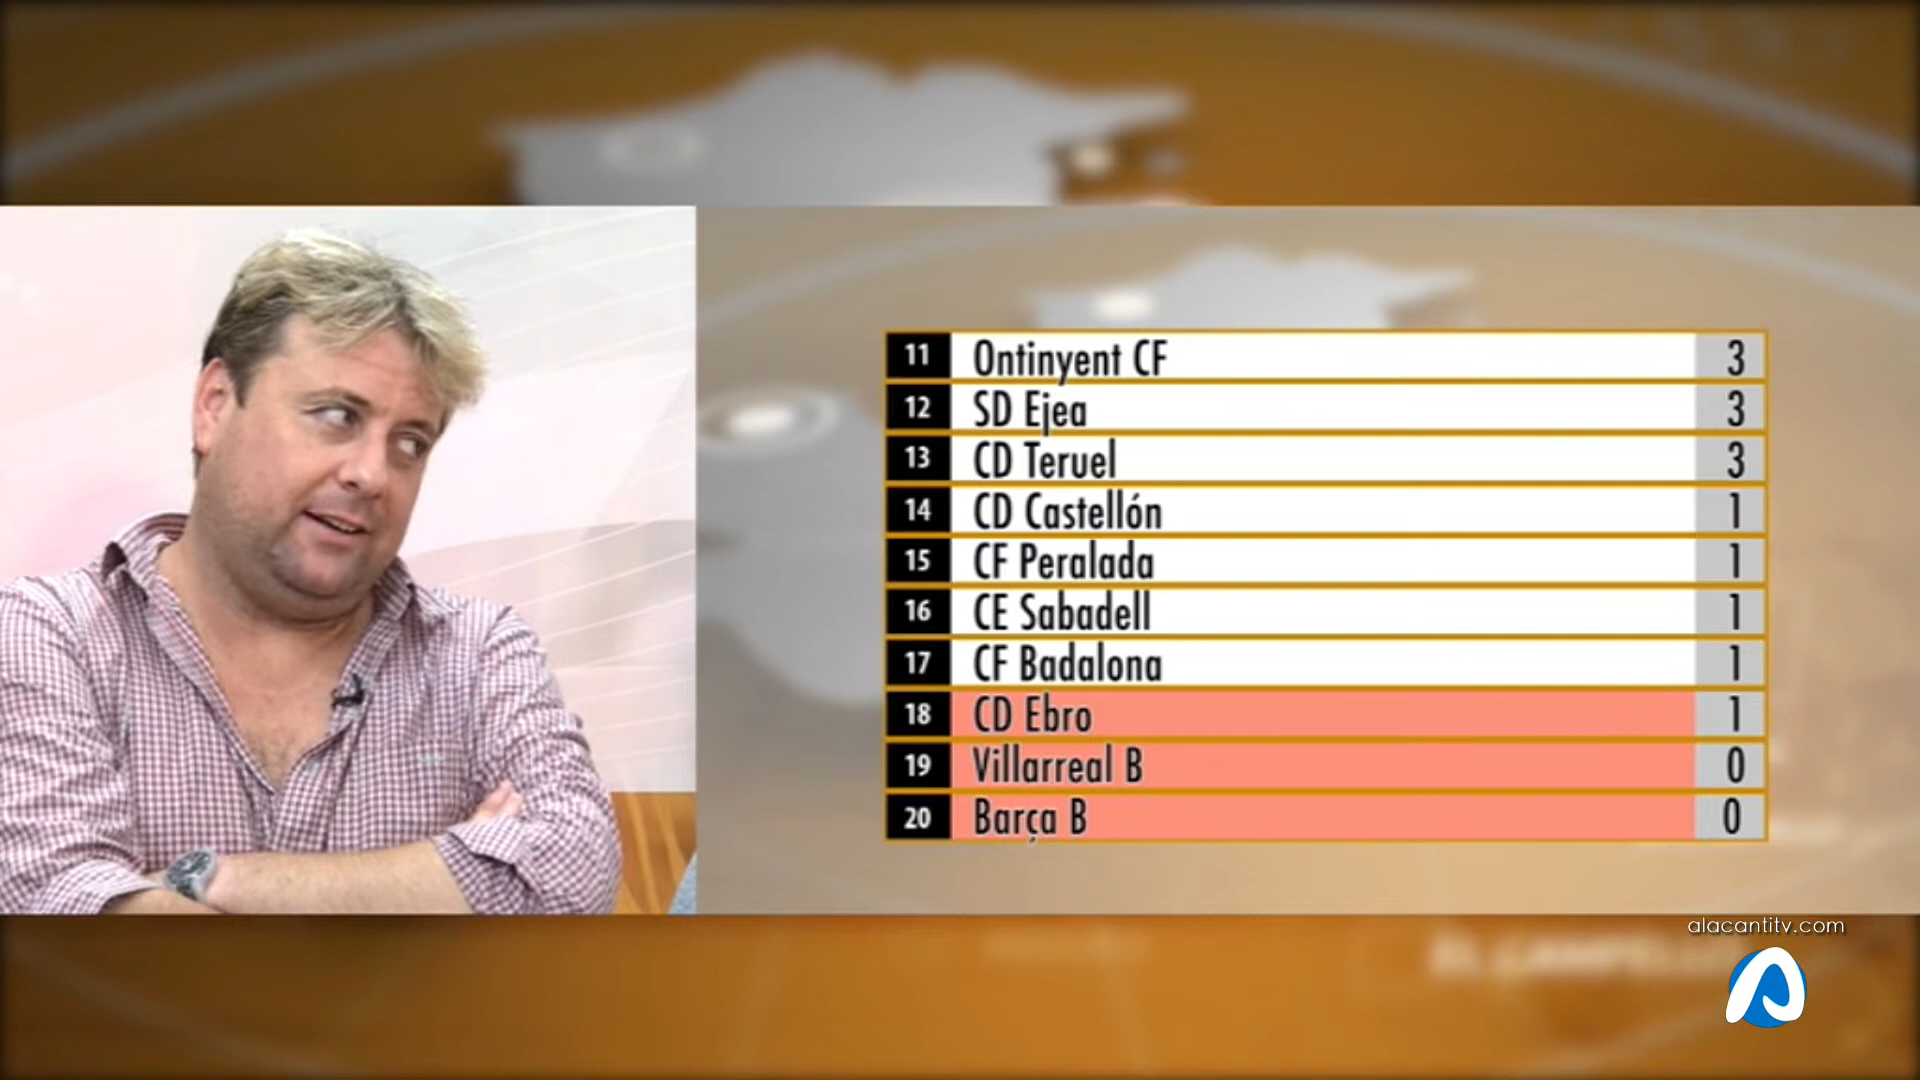 11 Ontinyent CF 3
12 SD Ejea 3
13 CD Teruel 3
14 CD Castellón 1
15 CF Peralada 1
16 CE Sabadell 1
17 CF Badalona 1
18 CD Ebro 1
19 Villarreal B 0
20 Barça B 0
alacantitv.com